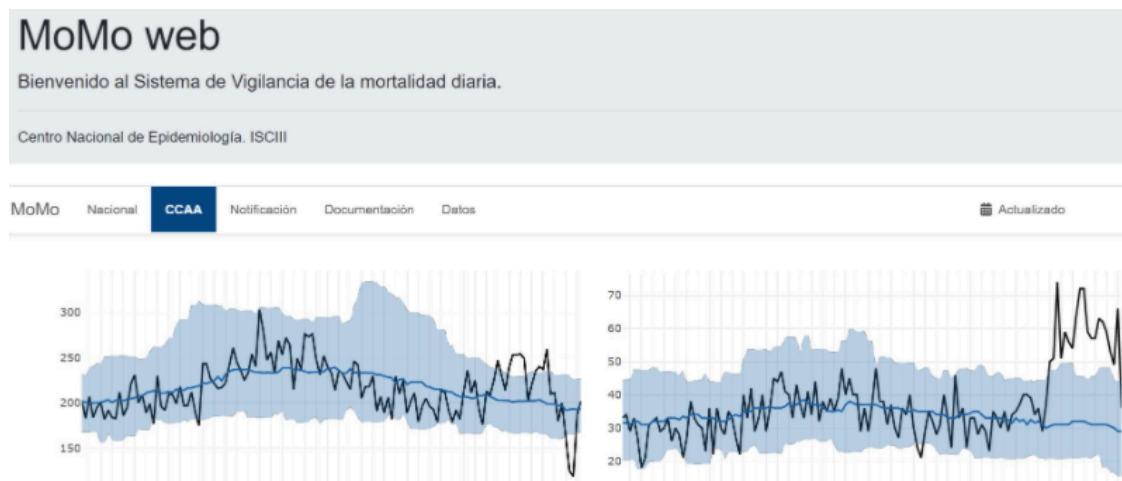 MoMo web
Bienvenido al Sistema de Vigilancia de la mortalidad diaria.
Centro Nacional de Epidemiología. ISCIII
MoMo Nacional CCAA Notificación Documentación Datos Actualizado
300
250
200
150
70
60
50
40
30
20